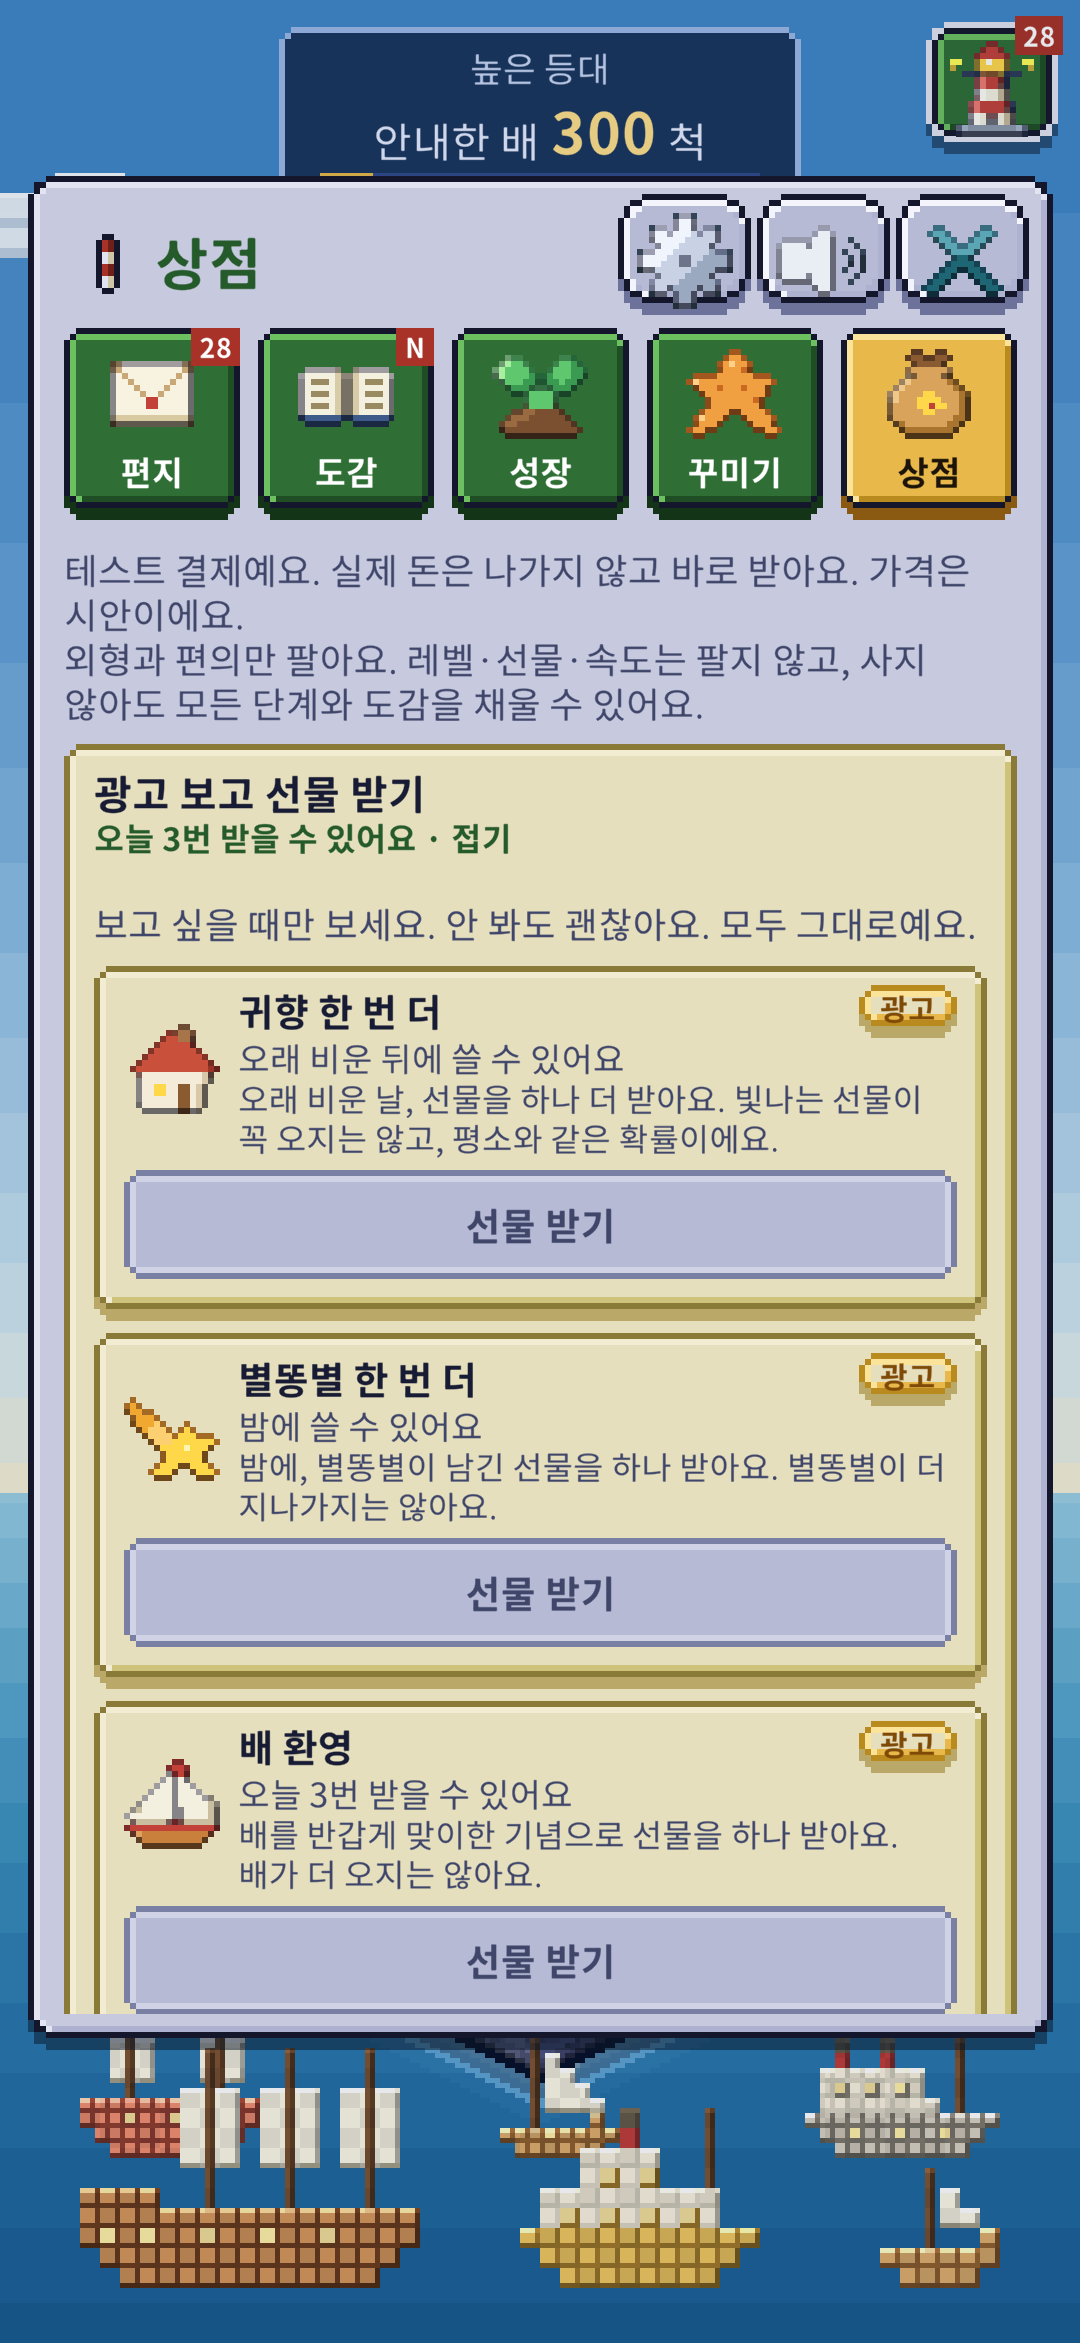 높은 등대
안내한 배 300 척
28
상점
28
N
편지
도감
성장
꾸미기
상점
테스트 결제예요. 실제 돈은 나가지 않고 바로 받아요. 가격은
시안이에요.
외형과 편의만 팔아요. 레벨·선물·속도는 팔지 않고, 사지
않아도 모든 단계와 도감을 채울 수 있어요.
광고 보고 선물 받기
오늘 3번 받을 수 있어요 · 접기
보고 싶을 때만 보세요. 안 봐도 괜찮아요. 모두 그대로예요.
귀향 한 번 더
광고
오래 비운 뒤에 쓸 수 있어요
오래 비운 날, 선물을 하나 더 받아요. 빛나는 선물이
꼭 오지는 않고, 평소와 같은 확률이에요.
선물 받기
별똥별 한 번 더
광고
밤에 쓸 수 있어요
밤에, 별똥별이 남긴 선물을 하나 받아요. 별똥별이 더
지나가지는 않아요.
선물 받기
배 환영
광고
오늘 3번 받을 수 있어요
배를 반갑게 맞이한 기념으로 선물을 하나 받아요.
배가 더 오지는 않아요.
선물 받기